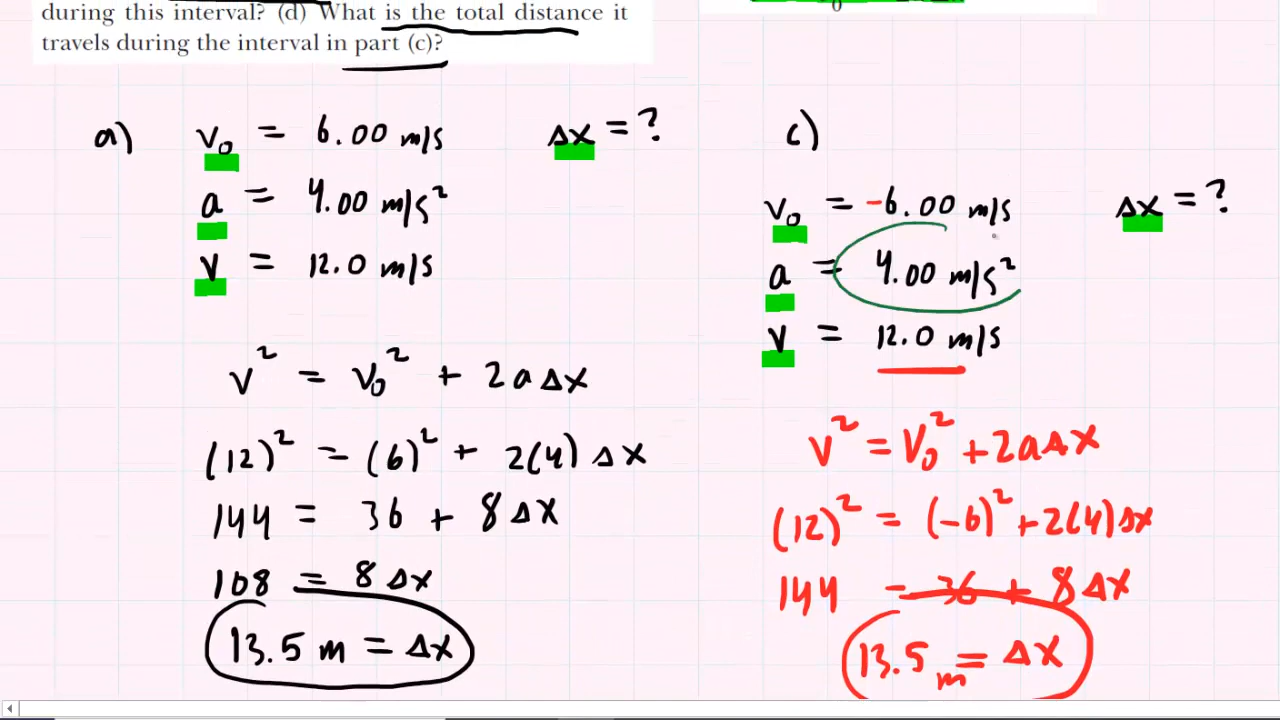 during this interval? (d) What is the total distance it
travels during the interval in part (c)?
0
a) v₀ = 6.00 m/s Δx = ?
a = 4.00 m/s²
v = 12.0 m/s
v² = v₀² + 2aΔx
(12)² = (6)² + 2(4)Δx
144 = 36 + 8Δx
108 = 8Δx
13.5 m = Δx
c)
v₀ = -6.00 m/s Δx = ?
a = 4.00 m/s²
v = 12.0 m/s
v² = v₀² + 2aΔx
(12)² = (-6)² + 2(4)Δx
144 = 36 + 8Δx
13.5 m = Δx